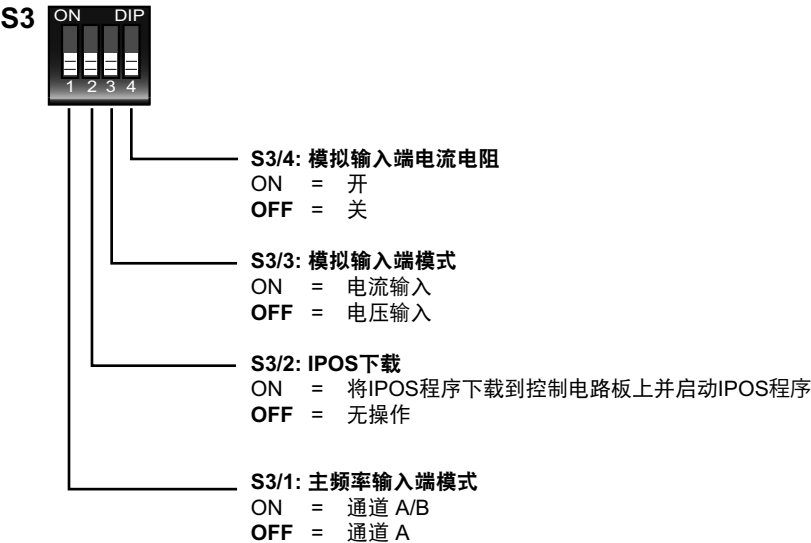 S3
ON DIP
1 2 3 4
S3/4: 模拟输入端电流电阻
ON = 开
OFF = 关
S3/3: 模拟输入端模式
ON = 电流输入
OFF = 电压输入
S3/2: IPOS下载
ON = 将IPOS程序下载到控制电路板上并启动IPOS程序
OFF = 无操作
S3/1: 主频率输入端模式
ON = 通道 A/B
OFF = 通道 A